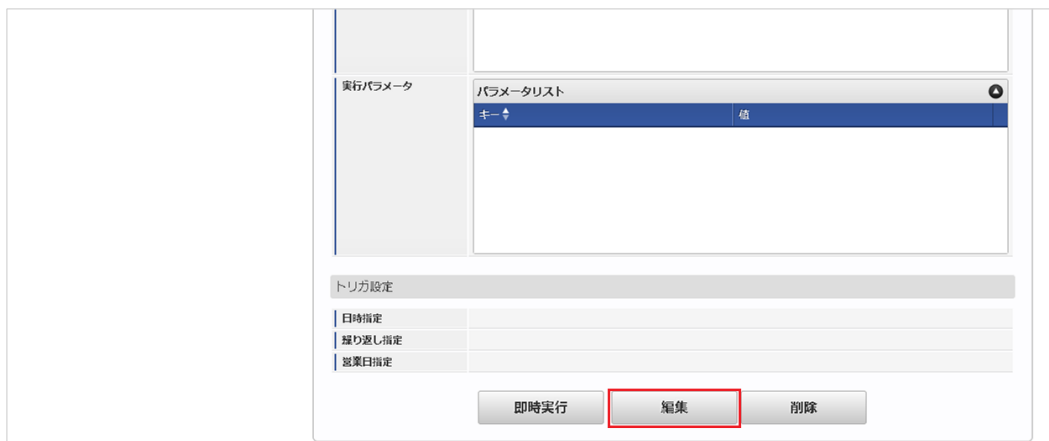 実行パラメータ
パラメータリスト
キー 値
トリガ設定
日時指定
繰り返し指定
営業日指定
即時実行 編集 削除